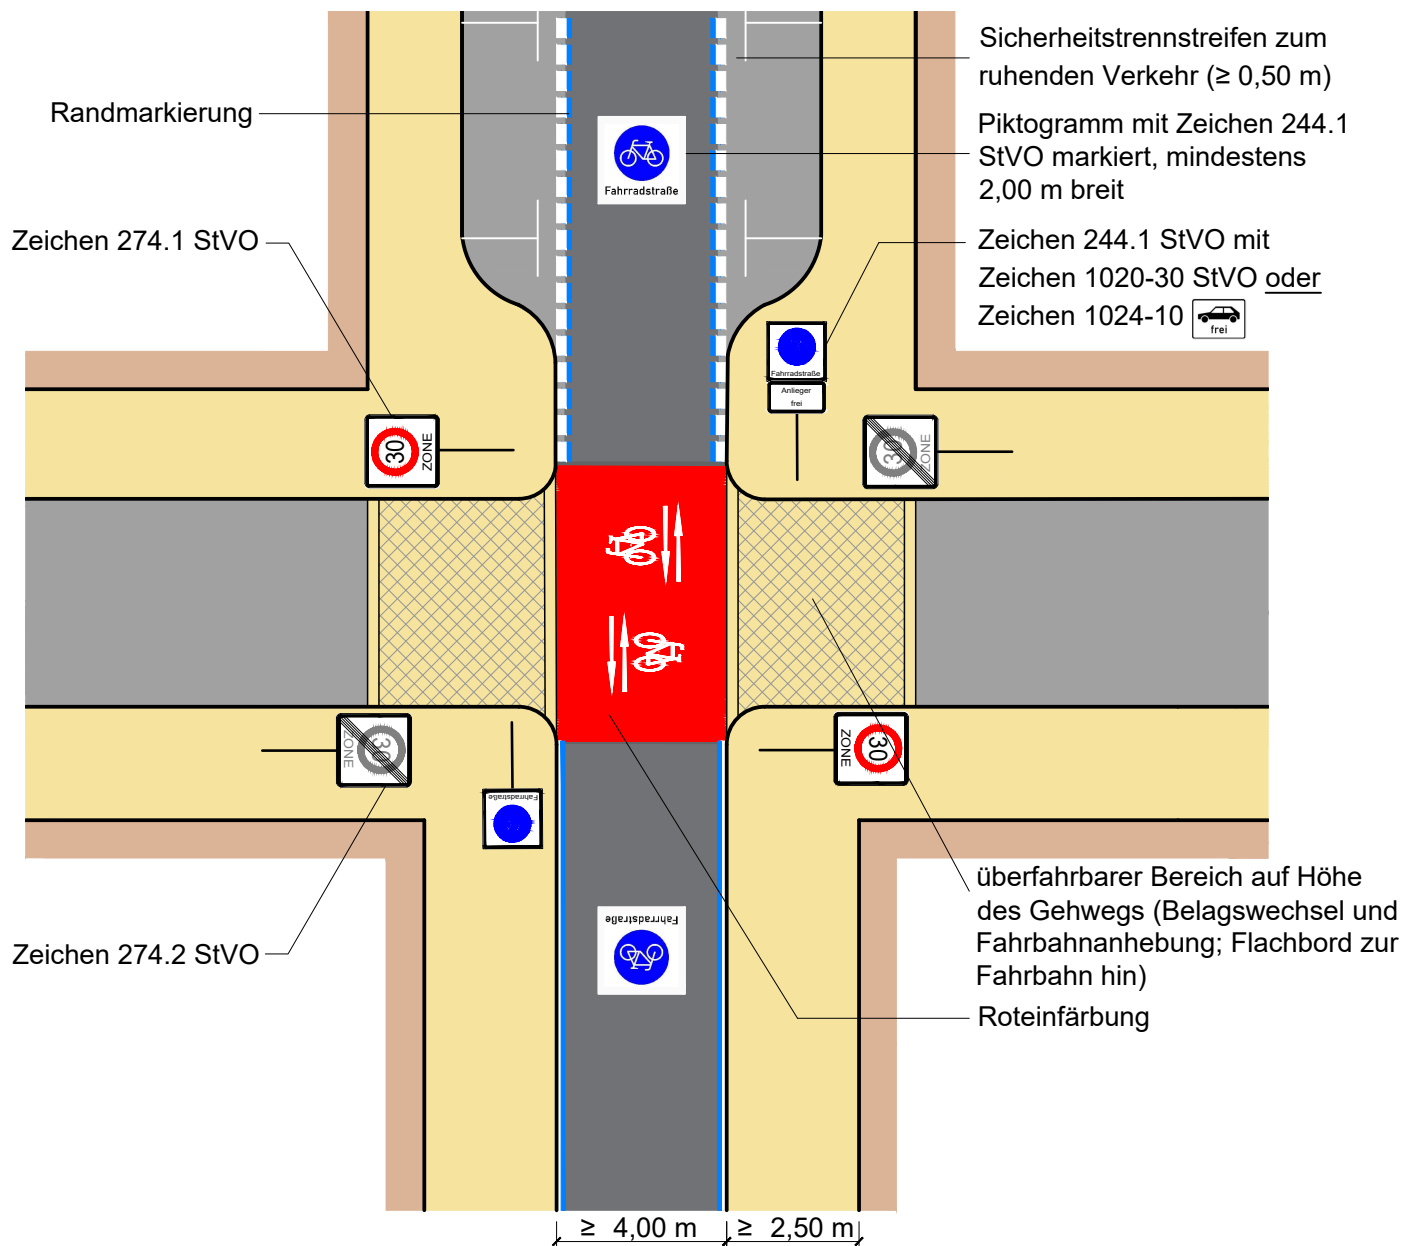 Sicherheitstrennstreifen zum
ruhenden Verkehr (≥ 0,50 m)
Randmarkierung
Piktogramm mit Zeichen 244.1
StVO markiert, mindestens
2,00 m breit
Fahrradstraße
Zeichen 274.1 StVO
Zeichen 244.1 StVO mit
Zeichen 1020-30 StVO oder
Zeichen 1024-10
frei
Fahrradstraße
Anlieger
frei
30
ZONE
30
ZONE
30
ZONE
30
ZONE
Fahrradstraße
überfahrbarer Bereich auf Höhe
des Gehwegs (Belagswechsel und
Fahrbahnanhebung; Flachbord zur
Fahrbahn hin)
Fahrradstraße
Zeichen 274.2 StVO
Roteinfärbung
≥ 4,00 m
≥ 2,50 m